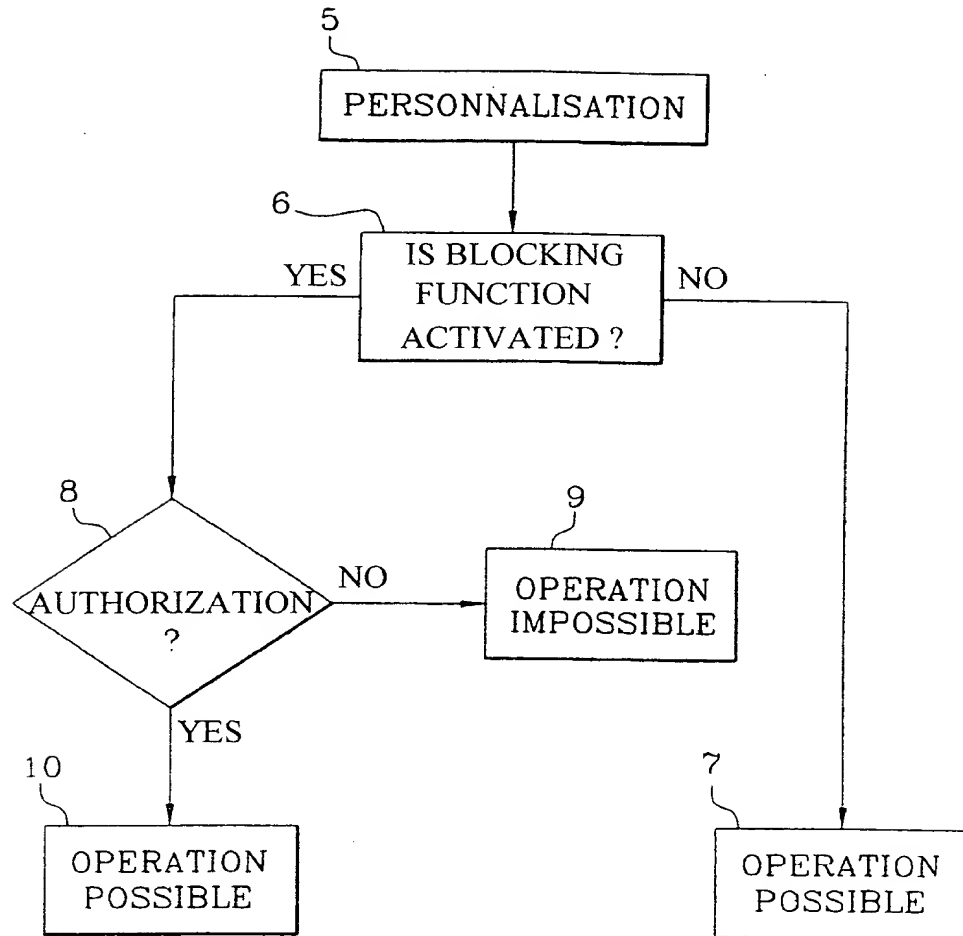 5
PERSONNALISATION
6
IS BLOCKING
FUNCTION
ACTIVATED ?
YES
NO
8
AUTHORIZATION
?
NO
9
OPERATION
IMPOSSIBLE
YES
10
OPERATION
POSSIBLE
7
OPERATION
POSSIBLE